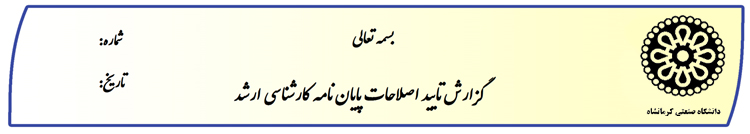 بسمه تعالی
شماره:
گزارش تایید اصلاحات پایان نامه کارشناسی ارشد
تاریخ:
دانشگاه صنعتی کرمانشاه